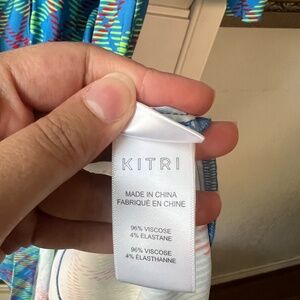 KITRI
MADE IN CHINA
FABRIQUÉ EN CHINE
96% VISCOSE
4% ELASTANE
96% VISCOSE
4% ÉLASTHANNE